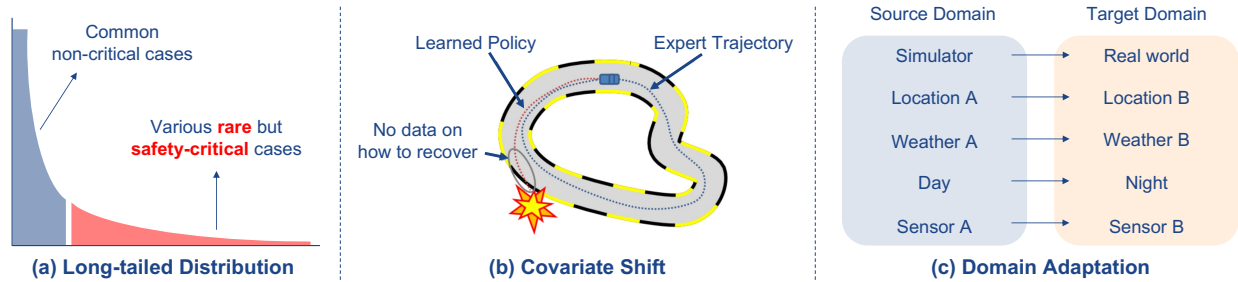 Common
non-critical cases
Various rare but
safety-critical cases
(a) Long-tailed Distribution
Learned Policy
Expert Trajectory
No data on
how to recover
(b) Covariate Shift
Source Domain
Target Domain
Simulator
Real world
Location A
Location B
Weather A
Weather B
Day
Night
Sensor A
Sensor B
(c) Domain Adaptation